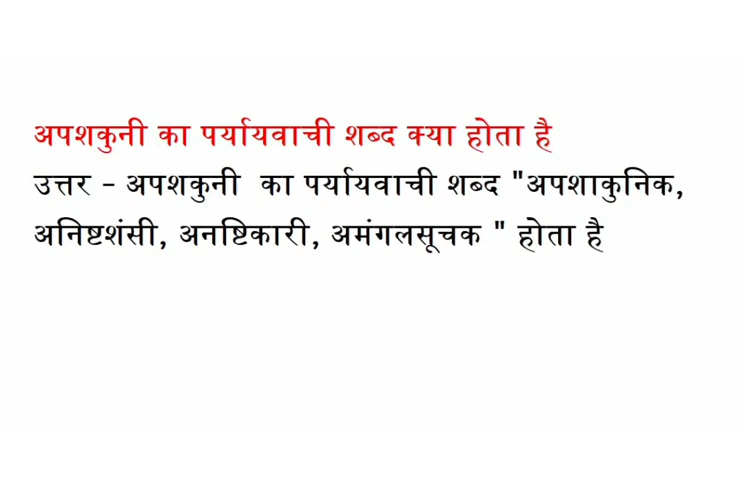 अपशकुनी का पर्यायवाची शब्द क्या होता है
उत्तर - अपशकुनी का पर्यायवाची शब्द "अपशाकुनिक,
अनिष्टशंसी, अनष्टिकारी, अमंगलसूचक " होता है